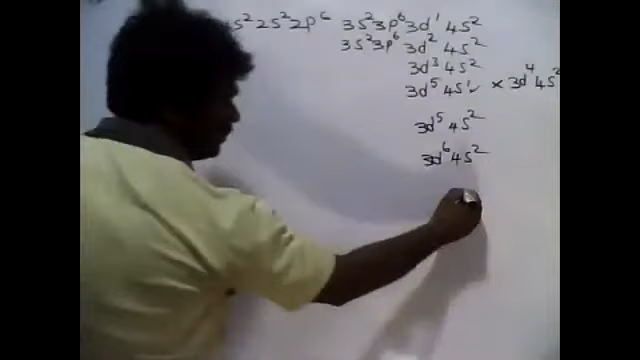 s² 2s² 2p⁶ 3s² 3p⁶ 3d¹ 4s²
3s² 3p⁶ 3d² 4s²
3d³ 4s²
3d⁵ 4s¹ ✓ × 3d⁴ 4s²
3d⁵ 4s²
3d⁶ 4s²